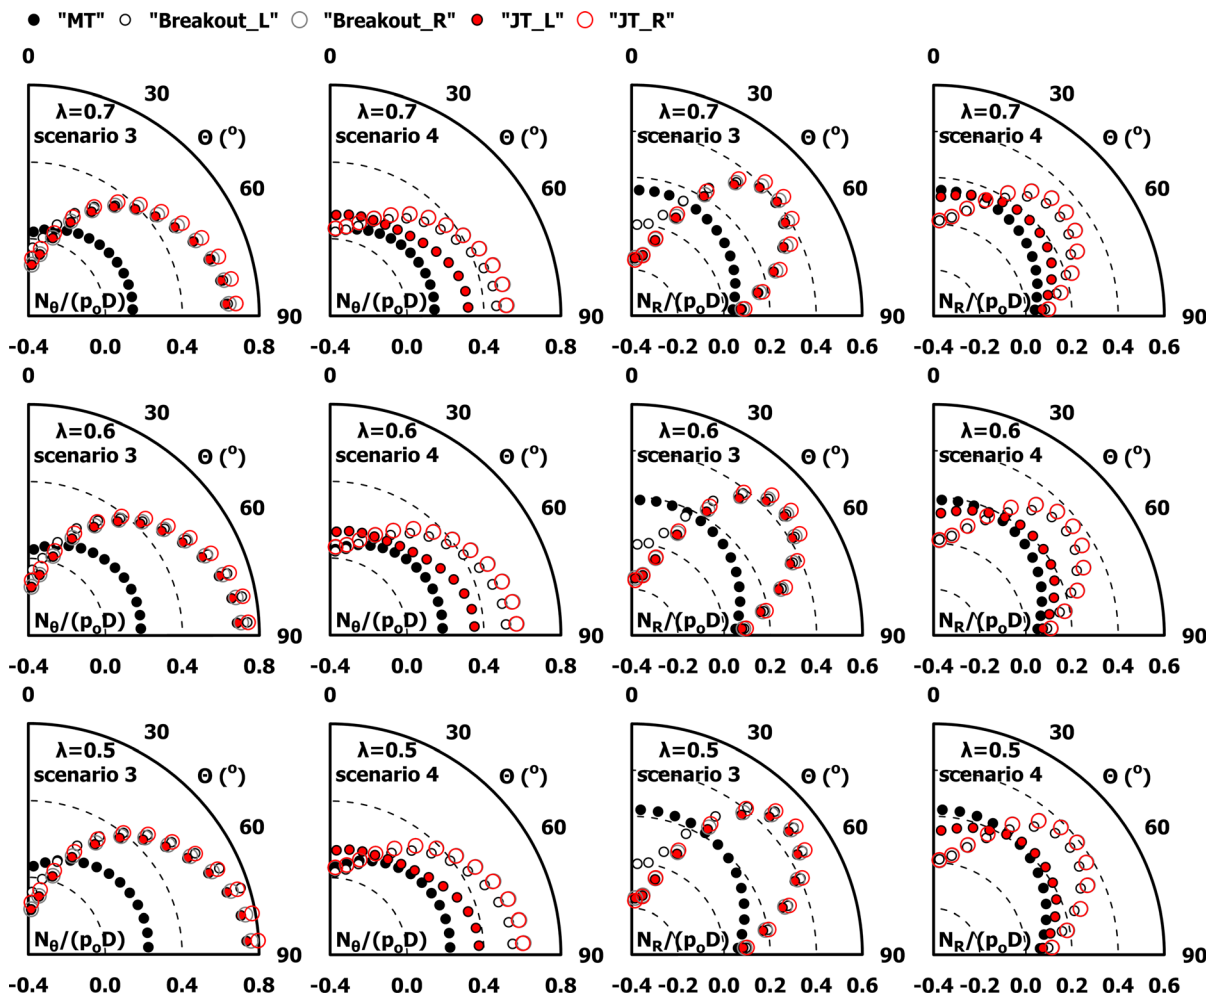 "MT" "Breakout_L" "Breakout_R" "JT_L" "JT_R"
0 0 0 0
30 30 30 30
λ=0.7 λ=0.7 λ=0.7 λ=0.7
scenario 3 Θ (o) scenario 4 Θ (o) scenario 3 Θ (o) scenario 4 Θ (o)
60 60 60 60
Nθ/(poD) Nθ/(poD) NR/(poD) NR/(poD)
90 90 90 90
-0.4 0.0 0.4 0.8 -0.4 0.0 0.4 0.8 -0.4 -0.2 0.0 0.2 0.4 0.6 -0.4 -0.2 0.0 0.2 0.4 0.6
0 0 0 0
30 30 30 30
λ=0.6 λ=0.6 λ=0.6 λ=0.6
scenario 3 Θ (o) scenario 4 Θ (o) scenario 3 Θ (o) scenario 4 Θ (o)
60 60 60 60
Nθ/(poD) Nθ/(poD) NR/(poD) NR/(poD)
90 90 90 90
-0.4 0.0 0.4 0.8 -0.4 0.0 0.4 0.8 -0.4 -0.2 0.0 0.2 0.4 0.6 -0.4 -0.2 0.0 0.2 0.4 0.6
0 0 0 0
30 30 30 30
λ=0.5 λ=0.5 λ=0.5 λ=0.5
scenario 3 Θ (o) scenario 4 Θ (o) scenario 3 Θ (o) scenario 4 Θ (o)
60 60 60 60
Nθ/(poD) Nθ/(poD) NR/(poD) NR/(poD)
90 90 90 90
-0.4 0.0 0.4 0.8 -0.4 0.0 0.4 0.8 -0.4 -0.2 0.0 0.2 0.4 0.6 -0.4 -0.2 0.0 0.2 0.4 0.6